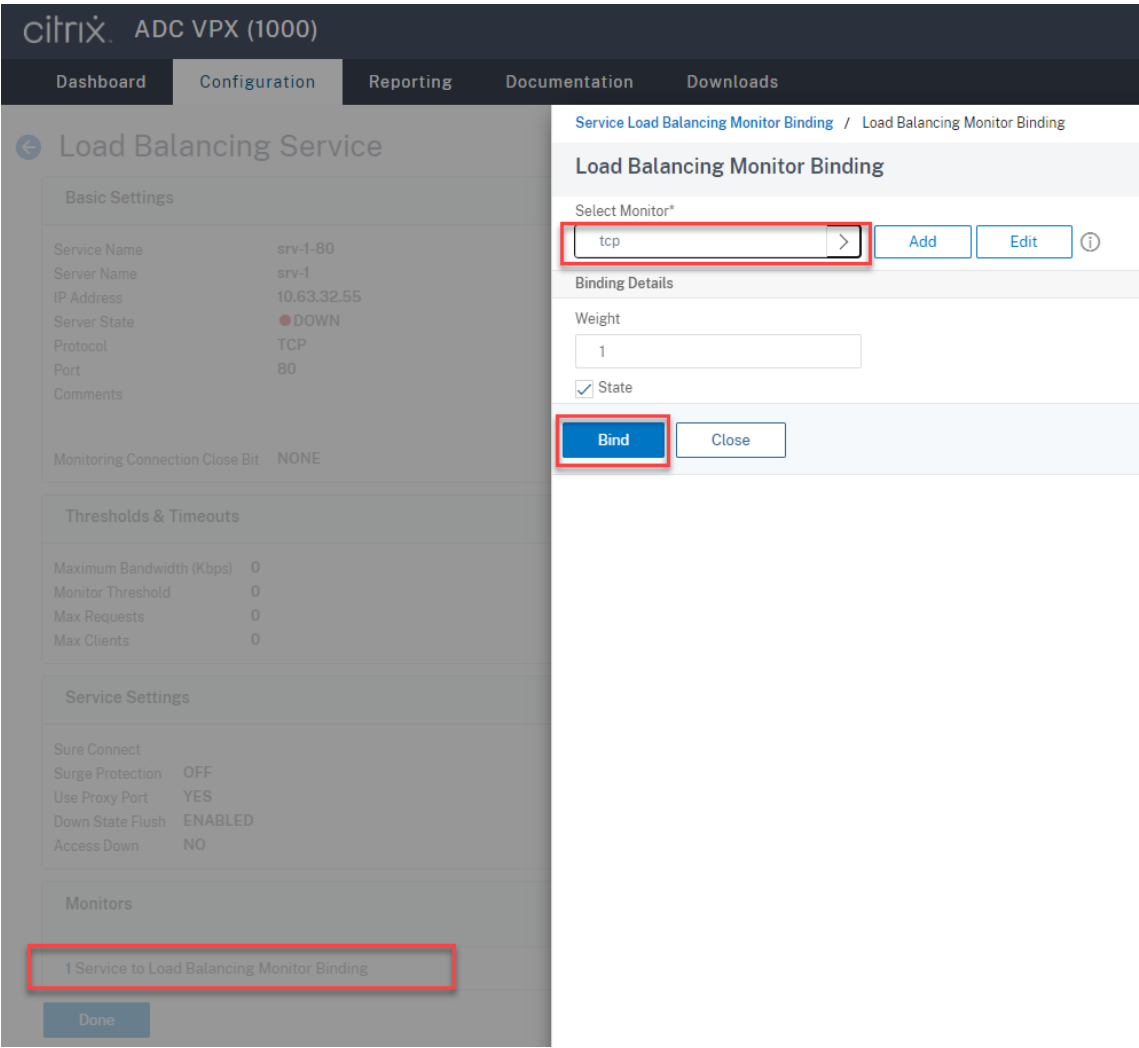 citrix. ADC VPX (1000)
Dashboard Configuration Reporting Documentation Downloads
Load Balancing Service
Basic Settings
Service Name srv-1-80
Server Name srv-1
IP Address 10.63.32.55
Server State DOWN
Protocol TCP
Port 80
Comments
Monitoring Connection Close Bit NONE
Thresholds & Timeouts
Maximum Bandwidth (Kbps) 0
Monitor Threshold 0
Max Requests 0
Max Clients 0
Service Settings
Sure Connect
Surge Protection OFF
Use Proxy Port YES
Down State Flush ENABLED
Access Down NO
Monitors
1 Service to Load Balancing Monitor Binding
Done
Service Load Balancing Monitor Binding / Load Balancing Monitor Binding
Load Balancing Monitor Binding
Select Monitor*
tcp > Add Edit i
Binding Details
Weight
1
State
Bind Close